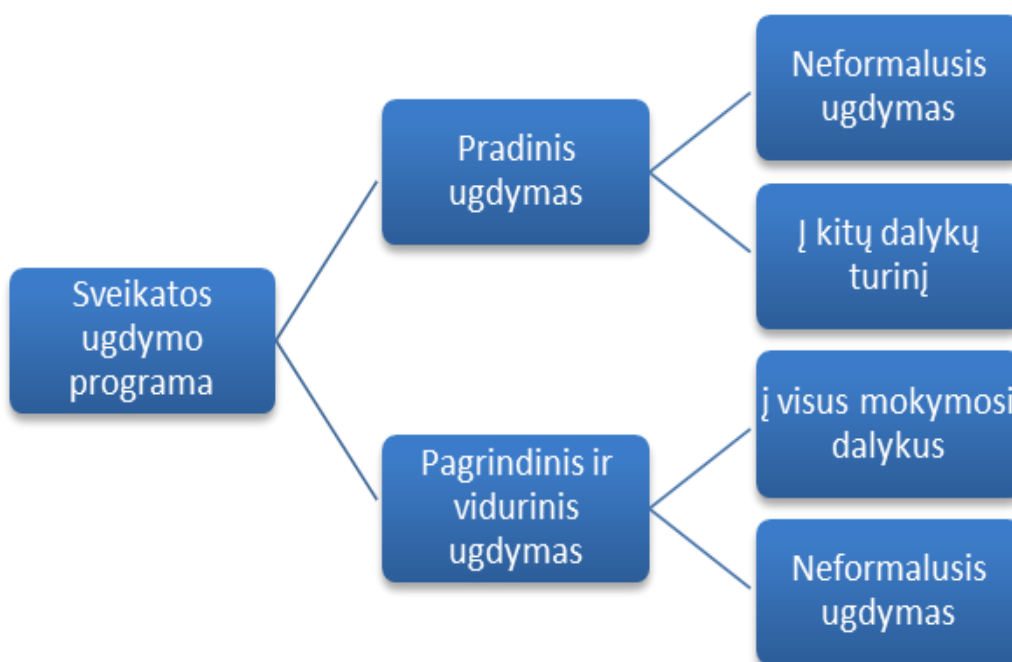 Sveikatos
ugdymo
programa
Pradinis
ugdymas
Neformalusis
ugdymas
Į kitų dalykų
turinį
Pagrindinis ir
vidurinis
ugdymas
į visus mokymosi
dalykus
Neformalusis
ugdymas